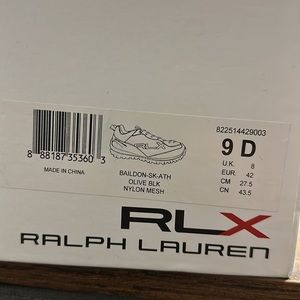 822514429003
9 D
U.K. 8
EUR. 42
CM 27.5
CN 43.5
8 88187 35360 3
MADE IN CHINA
BAILDON-SK-ATH
OLIVE BLK
NYLON MESH
RLX
RALPH LAUREN